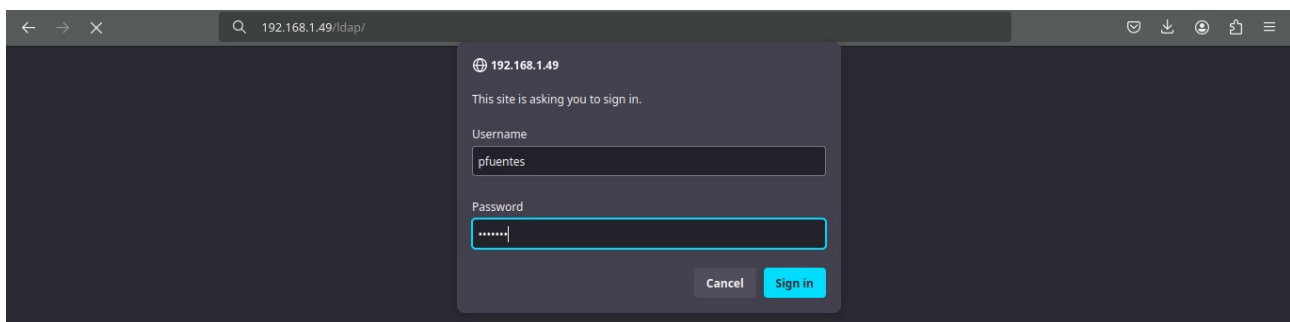 192.168.1.49/ldap/
192.168.1.49
This site is asking you to sign in.
Username
pfuentes
Password
•••••••
Cancel
Sign in